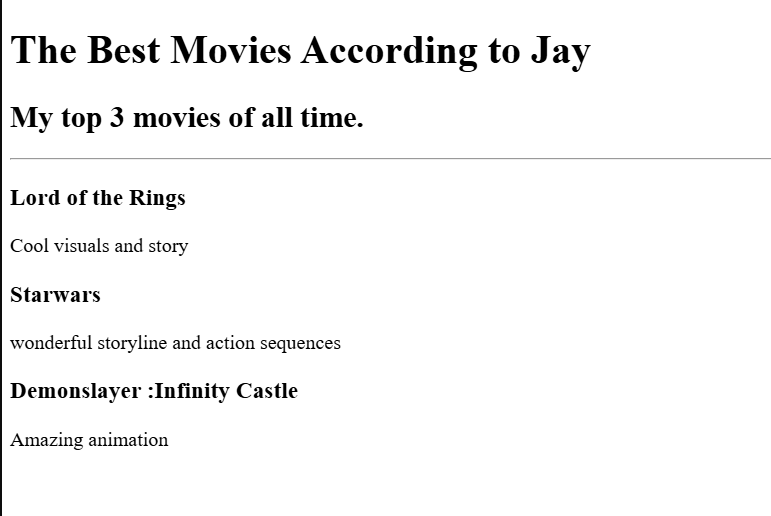 The Best Movies According to Jay
My top 3 movies of all time.
Lord of the Rings
Cool visuals and story
Starwars
wonderful storyline and action sequences
Demonslayer :Infinity Castle
Amazing animation